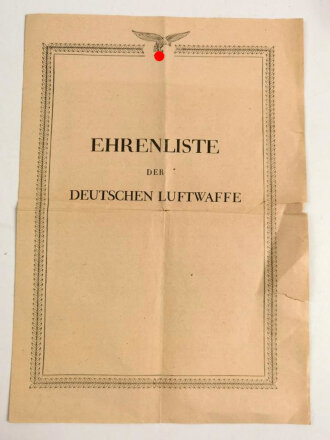 EHRENLISTE
DER
DEUTSCHEN LUFTWAFFE